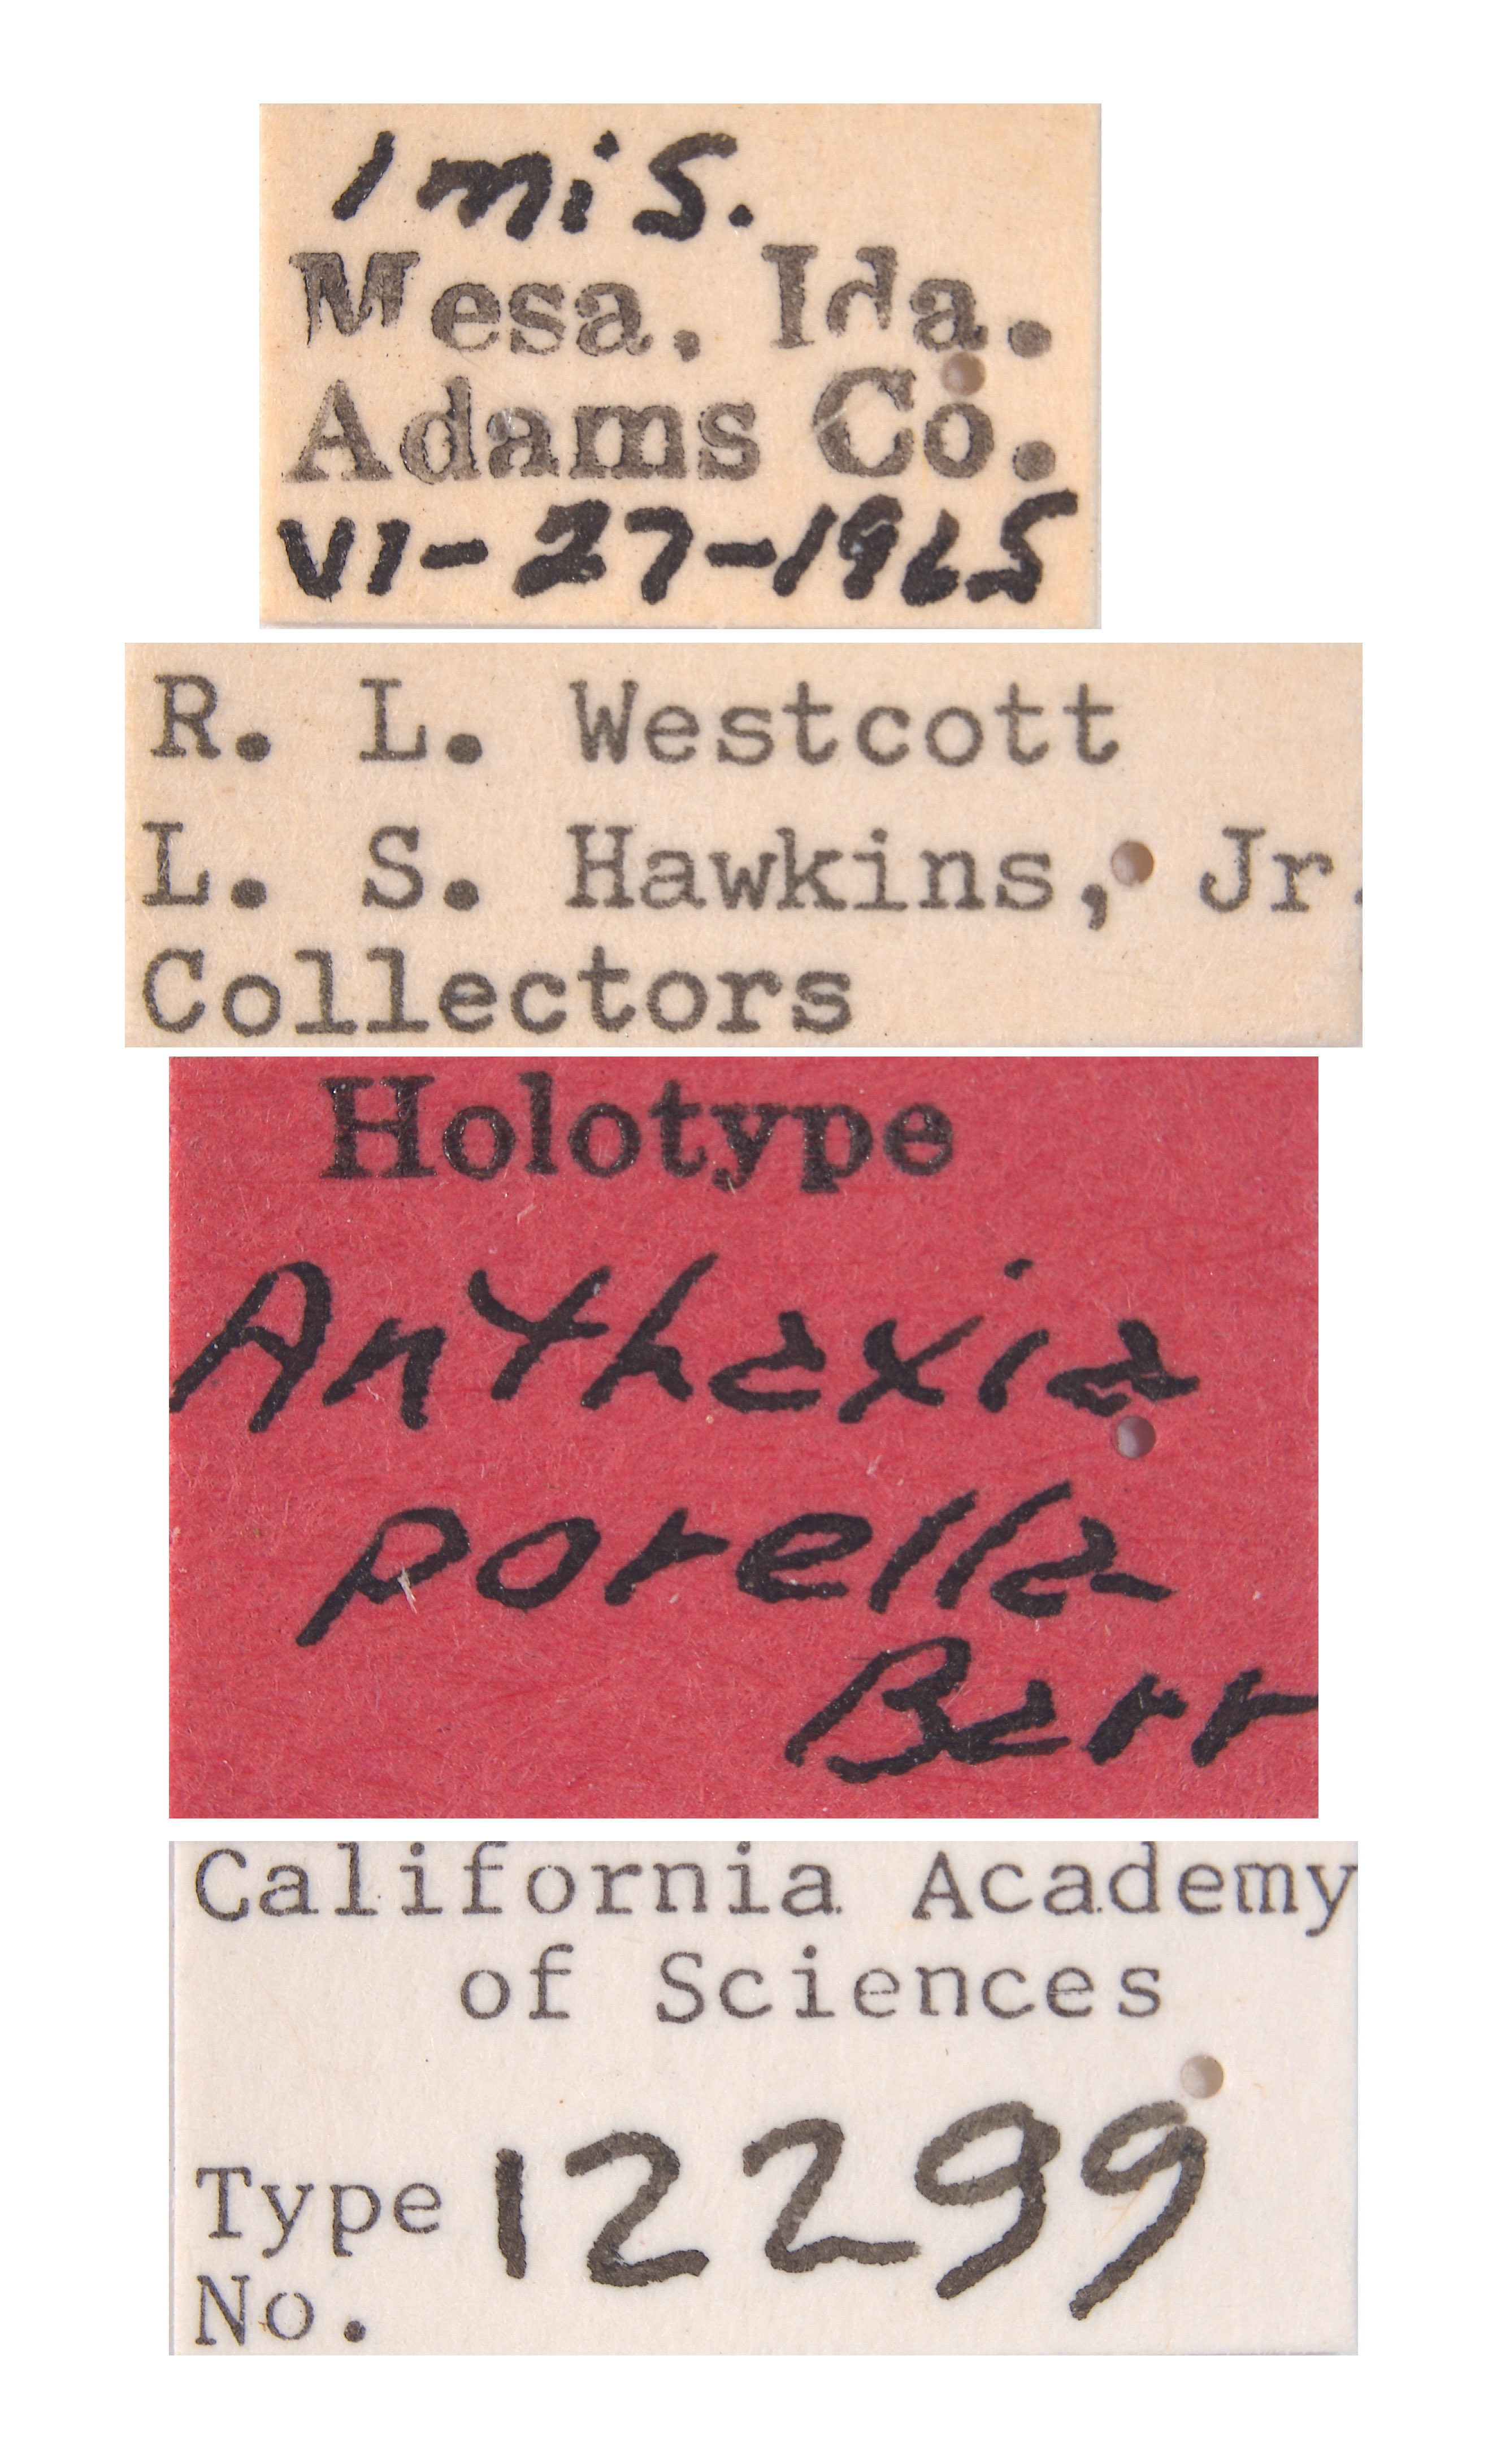 1 mi S.
Mesa, Ida.
Adams Co.
VI-27-1965
R. L. Westcott
L. S. Hawkins, Jr.
Collectors
Holotype
Anthaxia
porella
Barr
California Academy
of Sciences
Type 12299
No.